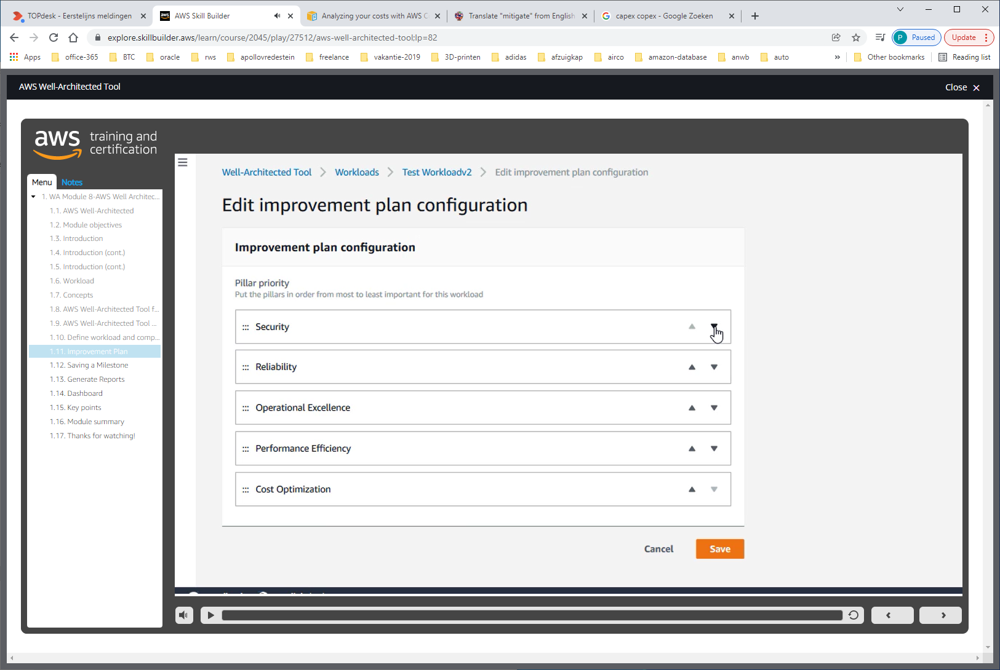 TOPdesk - Eerstelijns meldingen
AWS Skill Builder
Analyzing your costs with AWS C
Translate "mitigate" from English
capex copex - Google Zoeken
explore.skillbuilder.aws/learn/course/2045/play/27512/aws-well-architected-tool;lp=82
P Paused
Update
Apps
office-365
BTC
oracle
rws
apollovredestein
freelance
vakantie-2019
3D-printen
adidas
afzuigkap
airco
amazon-database
anwb
auto
»
Other bookmarks
Reading list
AWS Well-Architected Tool
Close
aws training and certification
Menu
Notes
1. WA Module 8-AWS Well Architec...
1.1. AWS Well-Architected
1.2. Module objectives
1.3. Introduction
1.4. Introduction (cont.)
1.5. Introduction (cont.)
1.6. Workload
1.7. Concepts
1.8. AWS Well-Architected Tool f...
1.9. AWS Well-Architected Tool ...
1.10. Define workload and comp...
1.11. Improvement Plan
1.12. Saving a Milestone
1.13. Generate Reports
1.14. Dashboard
1.15. Key points
1.16. Module summary
1.17. Thanks for watching!
Well-Architected Tool > Workloads > Test Workloadv2 > Edit improvement plan configuration
Edit improvement plan configuration
Improvement plan configuration
Pillar priority
Put the pillars in order from most to least important for this workload
Security
Reliability
Operational Excellence
Performance Efficiency
Cost Optimization
Cancel
Save